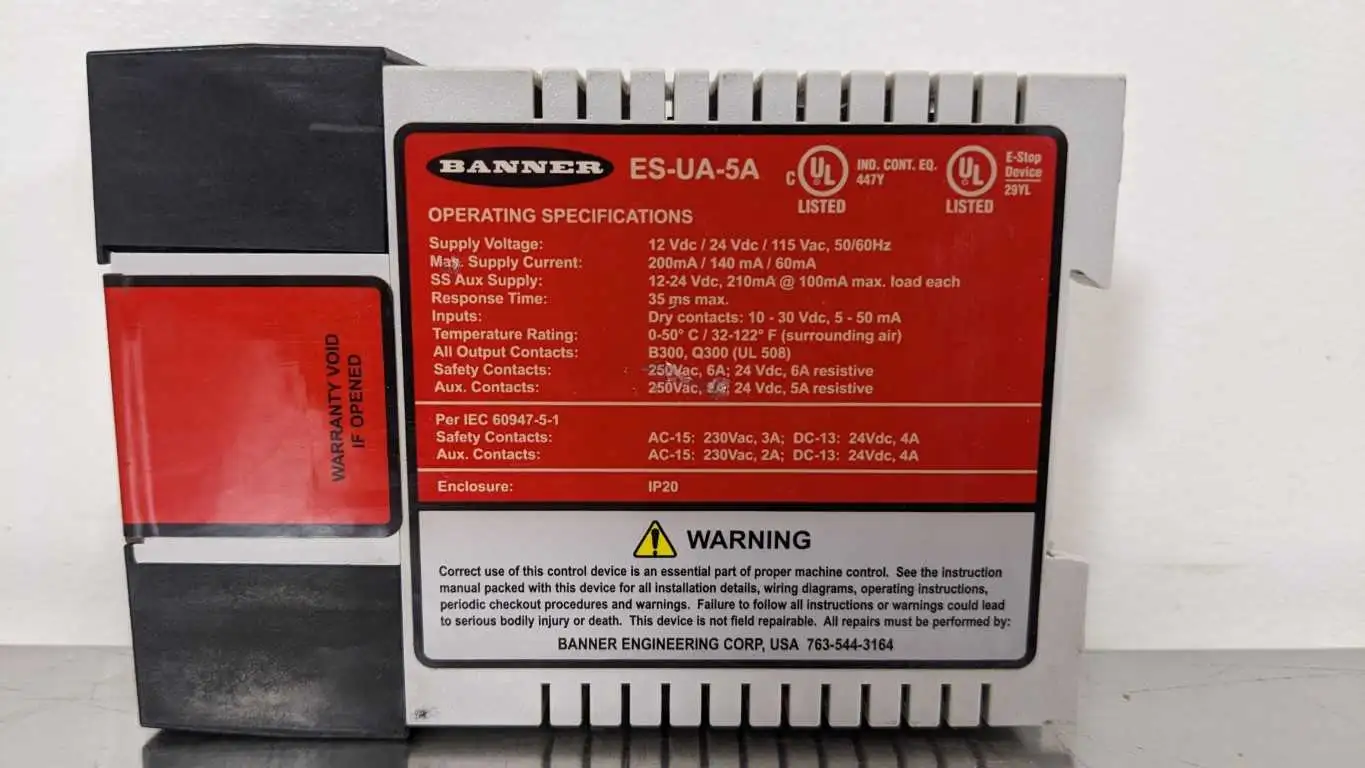 BANNER ES-UA-5A
C UL LISTED
IND. CONT. EQ.
447Y
UL LISTED
E-Stop
Device
29YL
OPERATING SPECIFICATIONS
Supply Voltage: 12 Vdc / 24 Vdc / 115 Vac, 50/60Hz
Max. Supply Current: 200mA / 140 mA / 60mA
SS Aux Supply: 12-24 Vdc, 210mA @ 100mA max. load each
Response Time: 35 ms max.
Inputs: Dry contacts: 10 - 30 Vdc, 5 - 50 mA
Temperature Rating: 0-50° C / 32-122° F (surrounding air)
All Output Contacts: B300, Q300 (UL 508)
Safety Contacts: 250Vac, 6A; 24 Vdc, 6A resistive
Aux. Contacts: 250Vac, 24 Vdc, 5A resistive
Per IEC 60947-5-1
Safety Contacts: AC-15: 230Vac, 3A; DC-13: 24Vdc, 4A
Aux. Contacts: AC-15: 230Vac, 2A; DC-13: 24Vdc, 4A
Enclosure: IP20
WARRANTY VOID
IF OPENED
WARNING
Correct use of this control device is an essential part of proper machine control. See the instruction
manual packed with this device for all installation details, wiring diagrams, operating instructions,
periodic checkout procedures and warnings. Failure to follow all instructions or warnings could lead
to serious bodily injury or death. This device is not field repairable. All repairs must be performed by:
BANNER ENGINEERING CORP, USA 763-544-3164